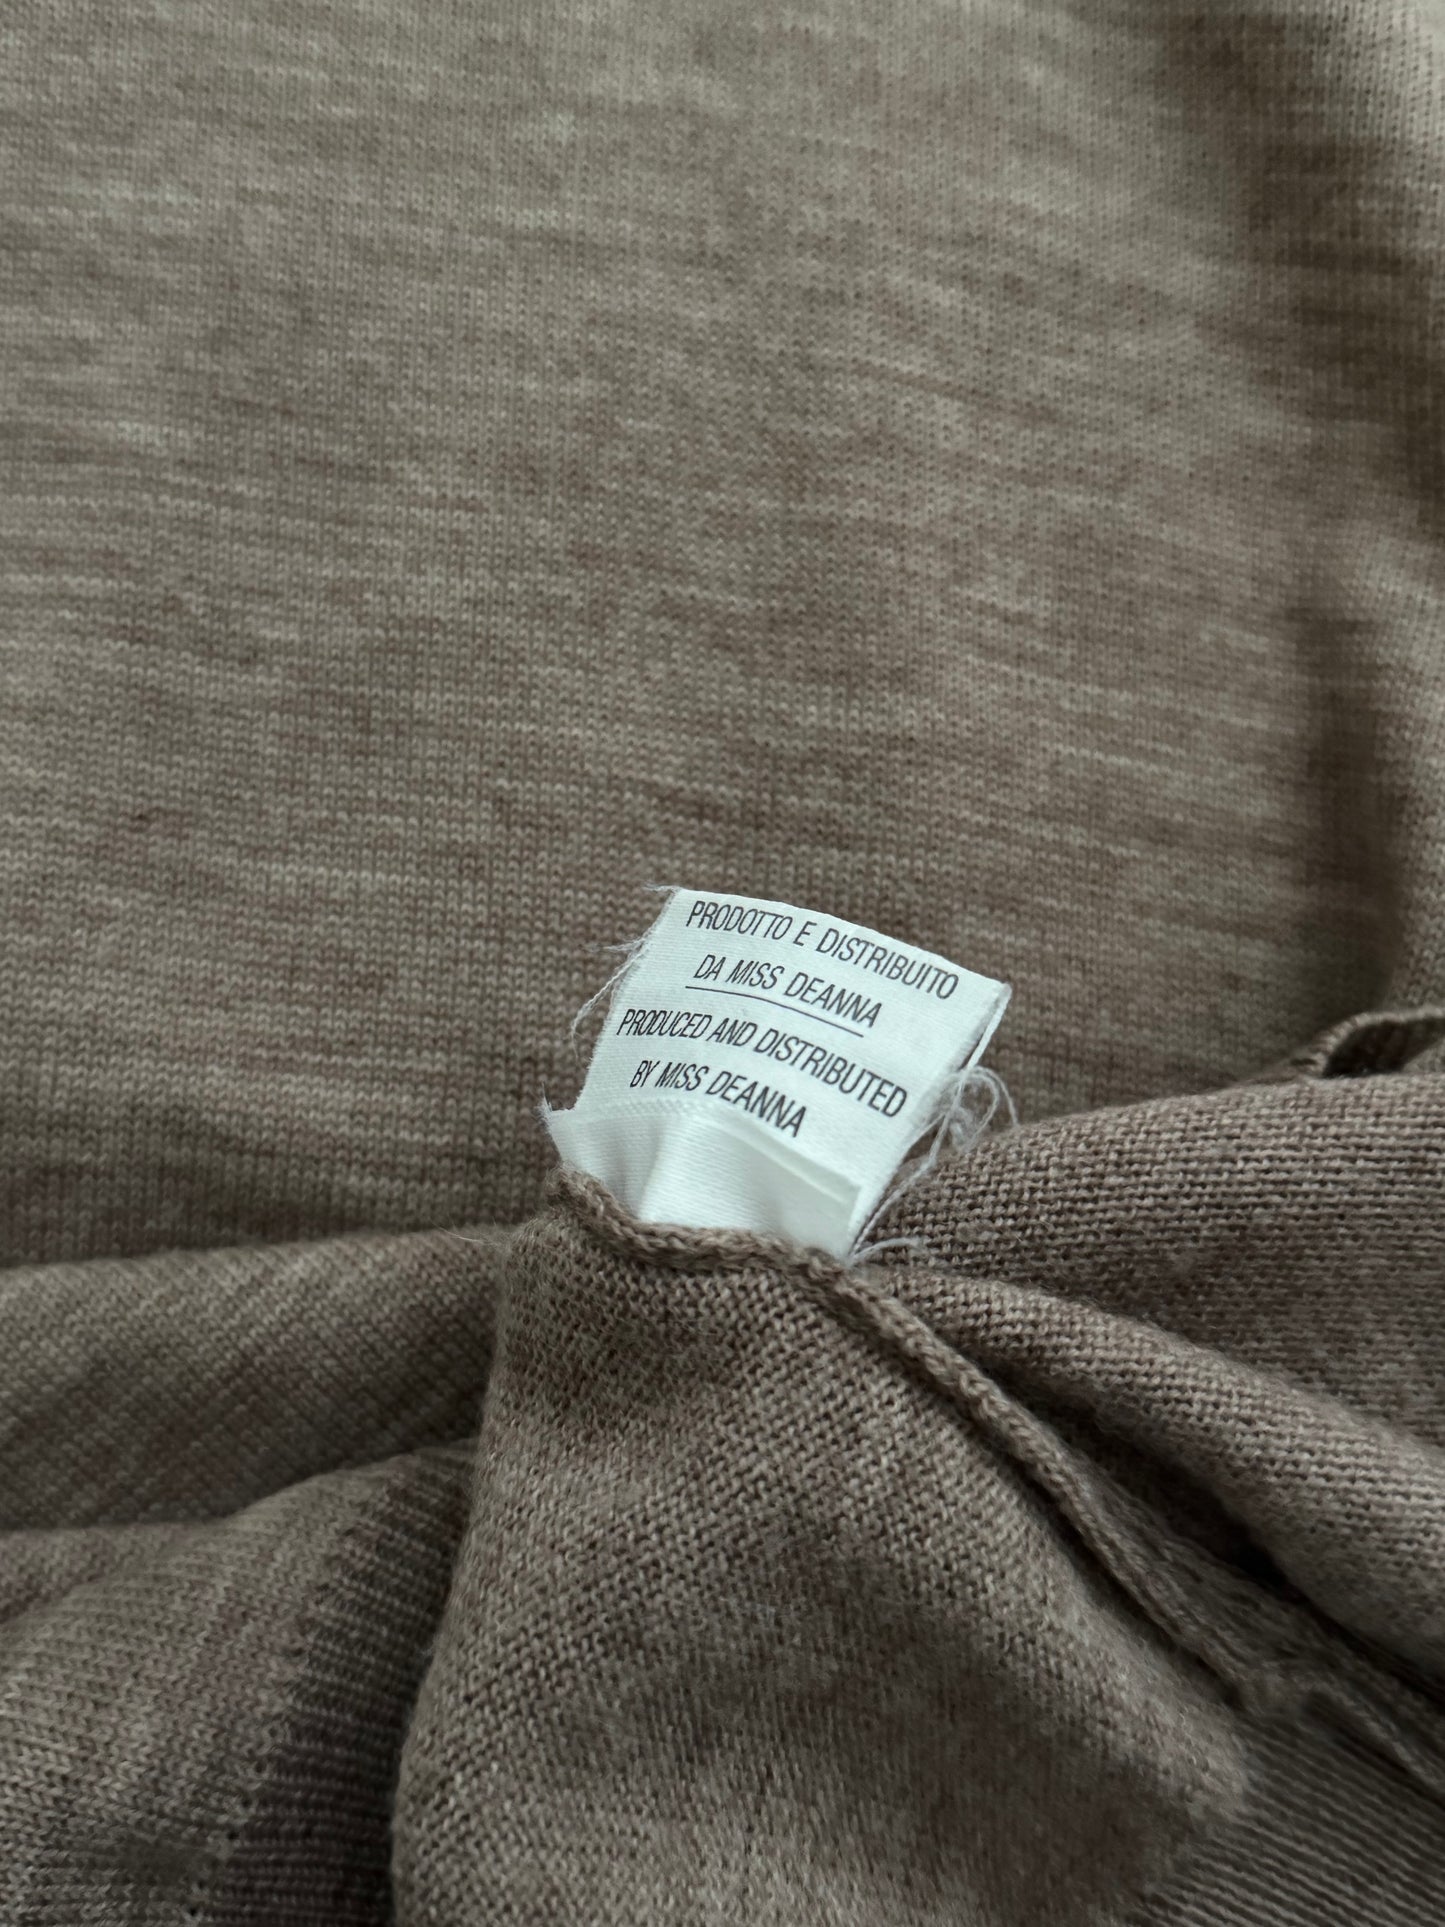 PRODOTTO E DISTRIBUITO
DA MISS DEANNA
PRODUCED AND DISTRIBUTED
BY MISS DEANNA